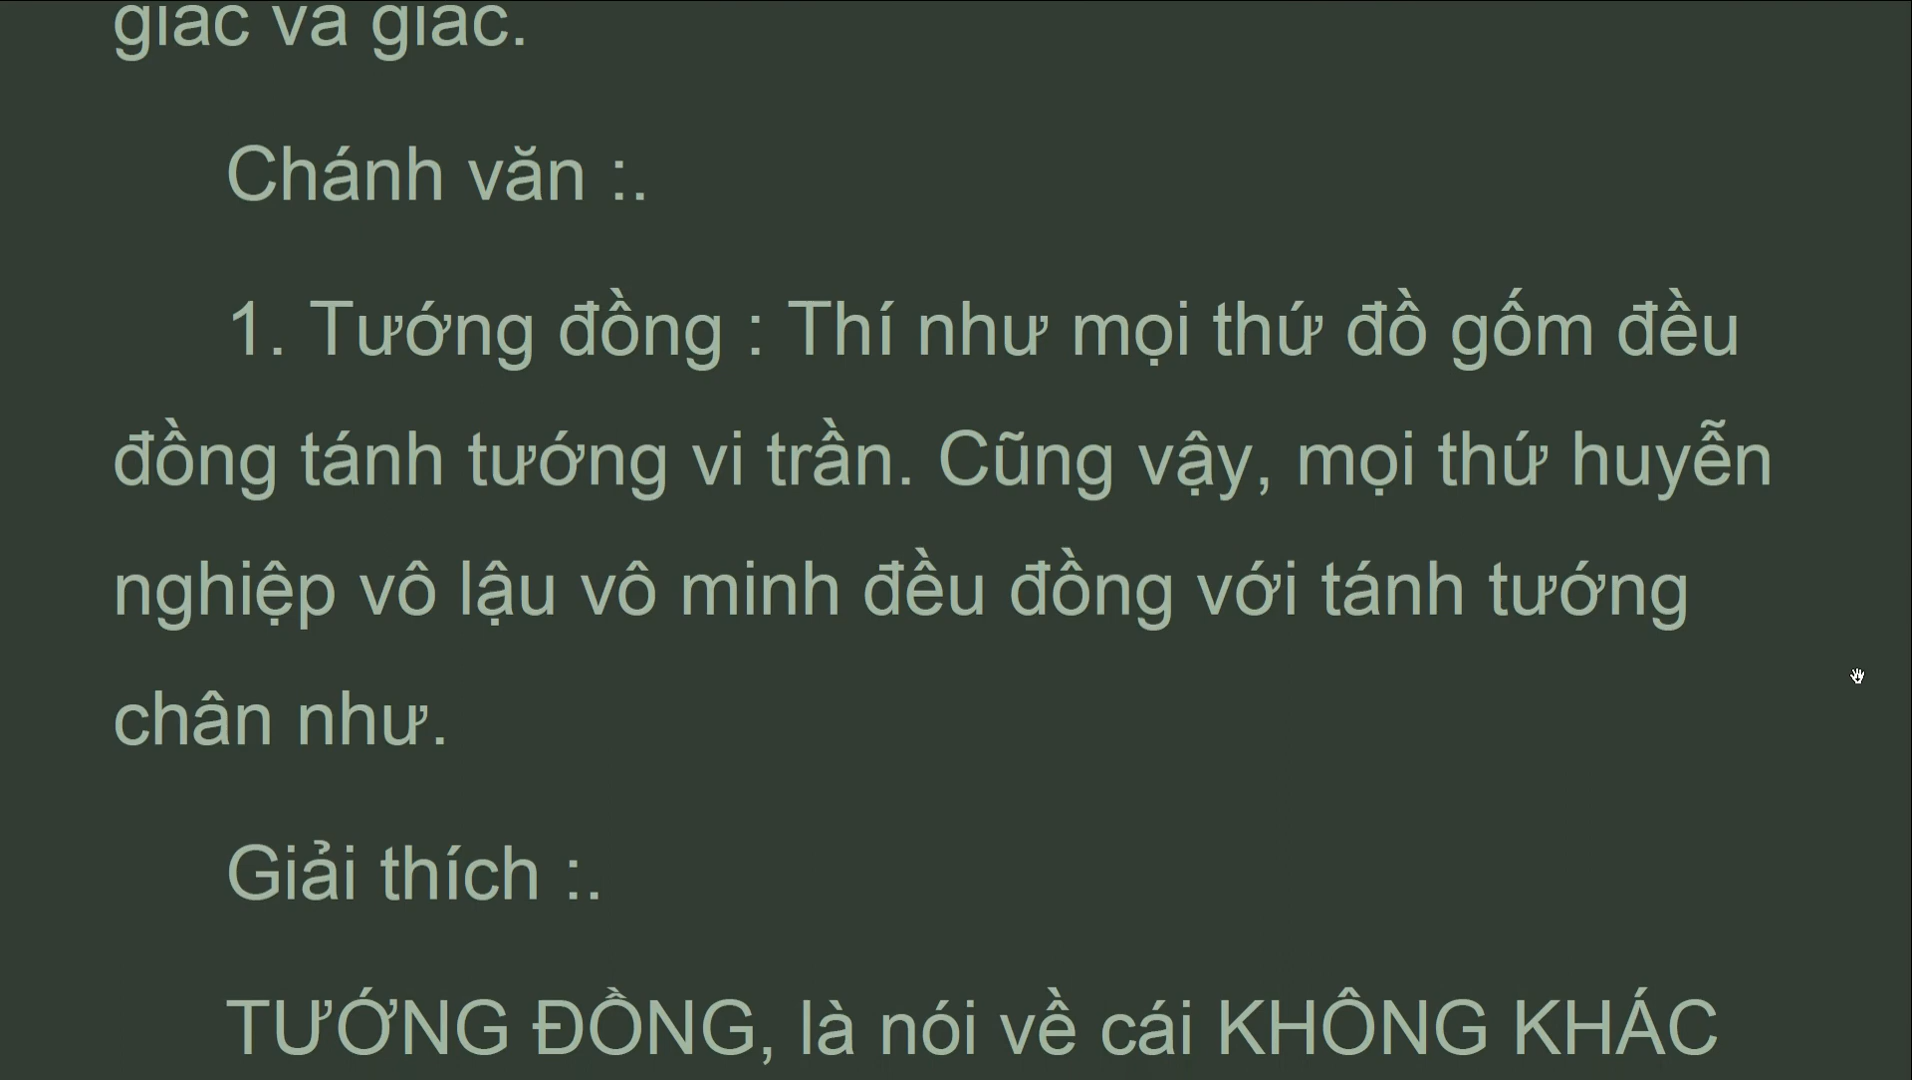 giác và giác.
Chánh văn :.
1. Tướng đồng : Thí như mọi thứ đồ gốm đều
đồng tánh tướng vi trần. Cũng vậy, mọi thứ huyễn
nghiệp vô lậu vô minh đều đồng với tánh tướng
chân như.
Giải thích :.
TƯỚNG ĐỒNG, là nói về cái KHÔNG KHÁC